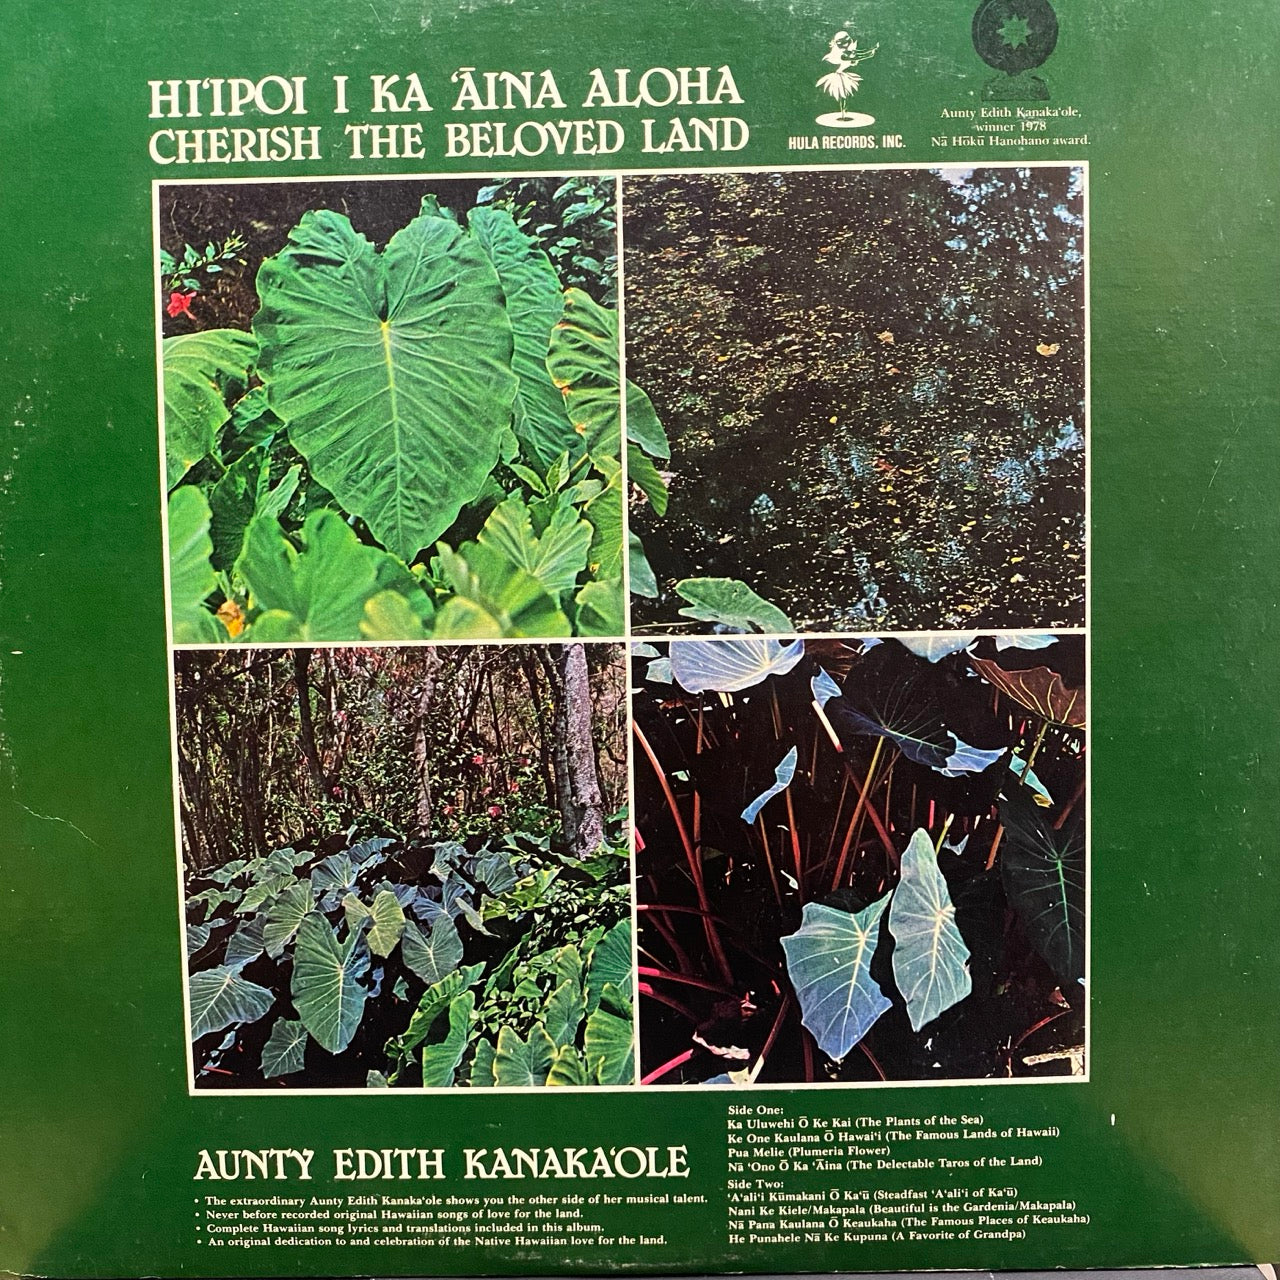 HI'IPOI I KA 'ĀINA ALOHA
CHERISH THE BELOVED LAND
HULA RECORDS, INC.
Aunty Edith Kanaka'ole,
winner 1978
Nā Hōkū Hanohano award.
AUNTY EDITH KANAKA'OLE
• The extraordinary Aunty Edith Kanaka'ole shows you the other side of her musical talent.
• Never before recorded original Hawaiian songs of love for the land.
• Complete Hawaiian song lyrics and translations included in this album.
• An original dedication to and celebration of the Native Hawaiian love for the land.
Side One:
Ka Uluwehi Ō Ke Kai (The Plants of the Sea)
Ke One Kaulana Ō Hawai'i (The Famous Lands of Hawaii)
Pua Melie (Plumeria Flower)
Nā 'Ono Ō Ka 'Āina (The Delectable Taros of the Land)
Side Two:
'A'ali'i Kūmakani Ō Ka'ū (Steadfast 'A'ali'i of Ka'ū)
Nani Ke Kiele/Makapala (Beautiful is the Gardenia/Makapala)
Nā Pana Kaulana Ō Keaukaha (The Famous Places of Keaukaha)
He Punahele Nā Ke Kupuna (A Favorite of Grandpa)